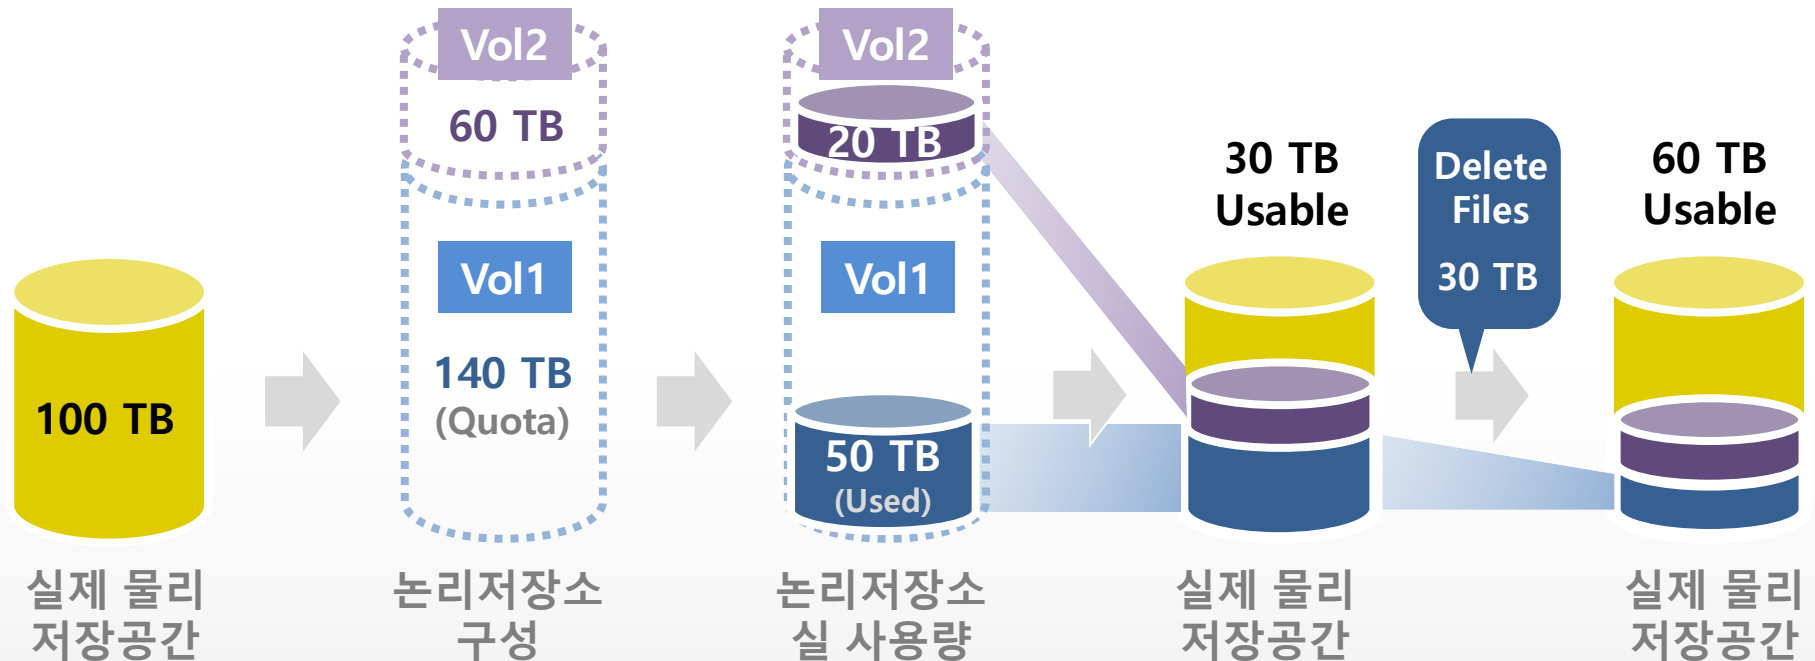 100 TB
실제 물리
저장공간
Vol2
60 TB
Vol1
140 TB
(Quota)
논리저장소
구성
Vol2
20 TB
Vol1
50 TB
(Used)
논리저장소
실 사용량
30 TB
Usable
실제 물리
저장공간
Delete
Files
30 TB
60 TB
Usable
실제 물리
저장공간